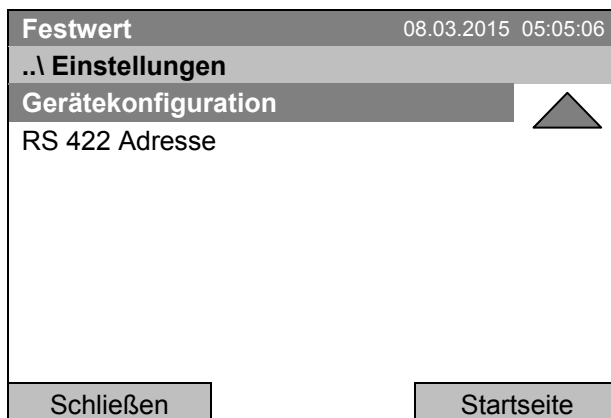 Festwert 08.03.2015 05:05:06
..\ Einstellungen
Gerätekonfiguration
RS 422 Adresse
Schließen Startseite